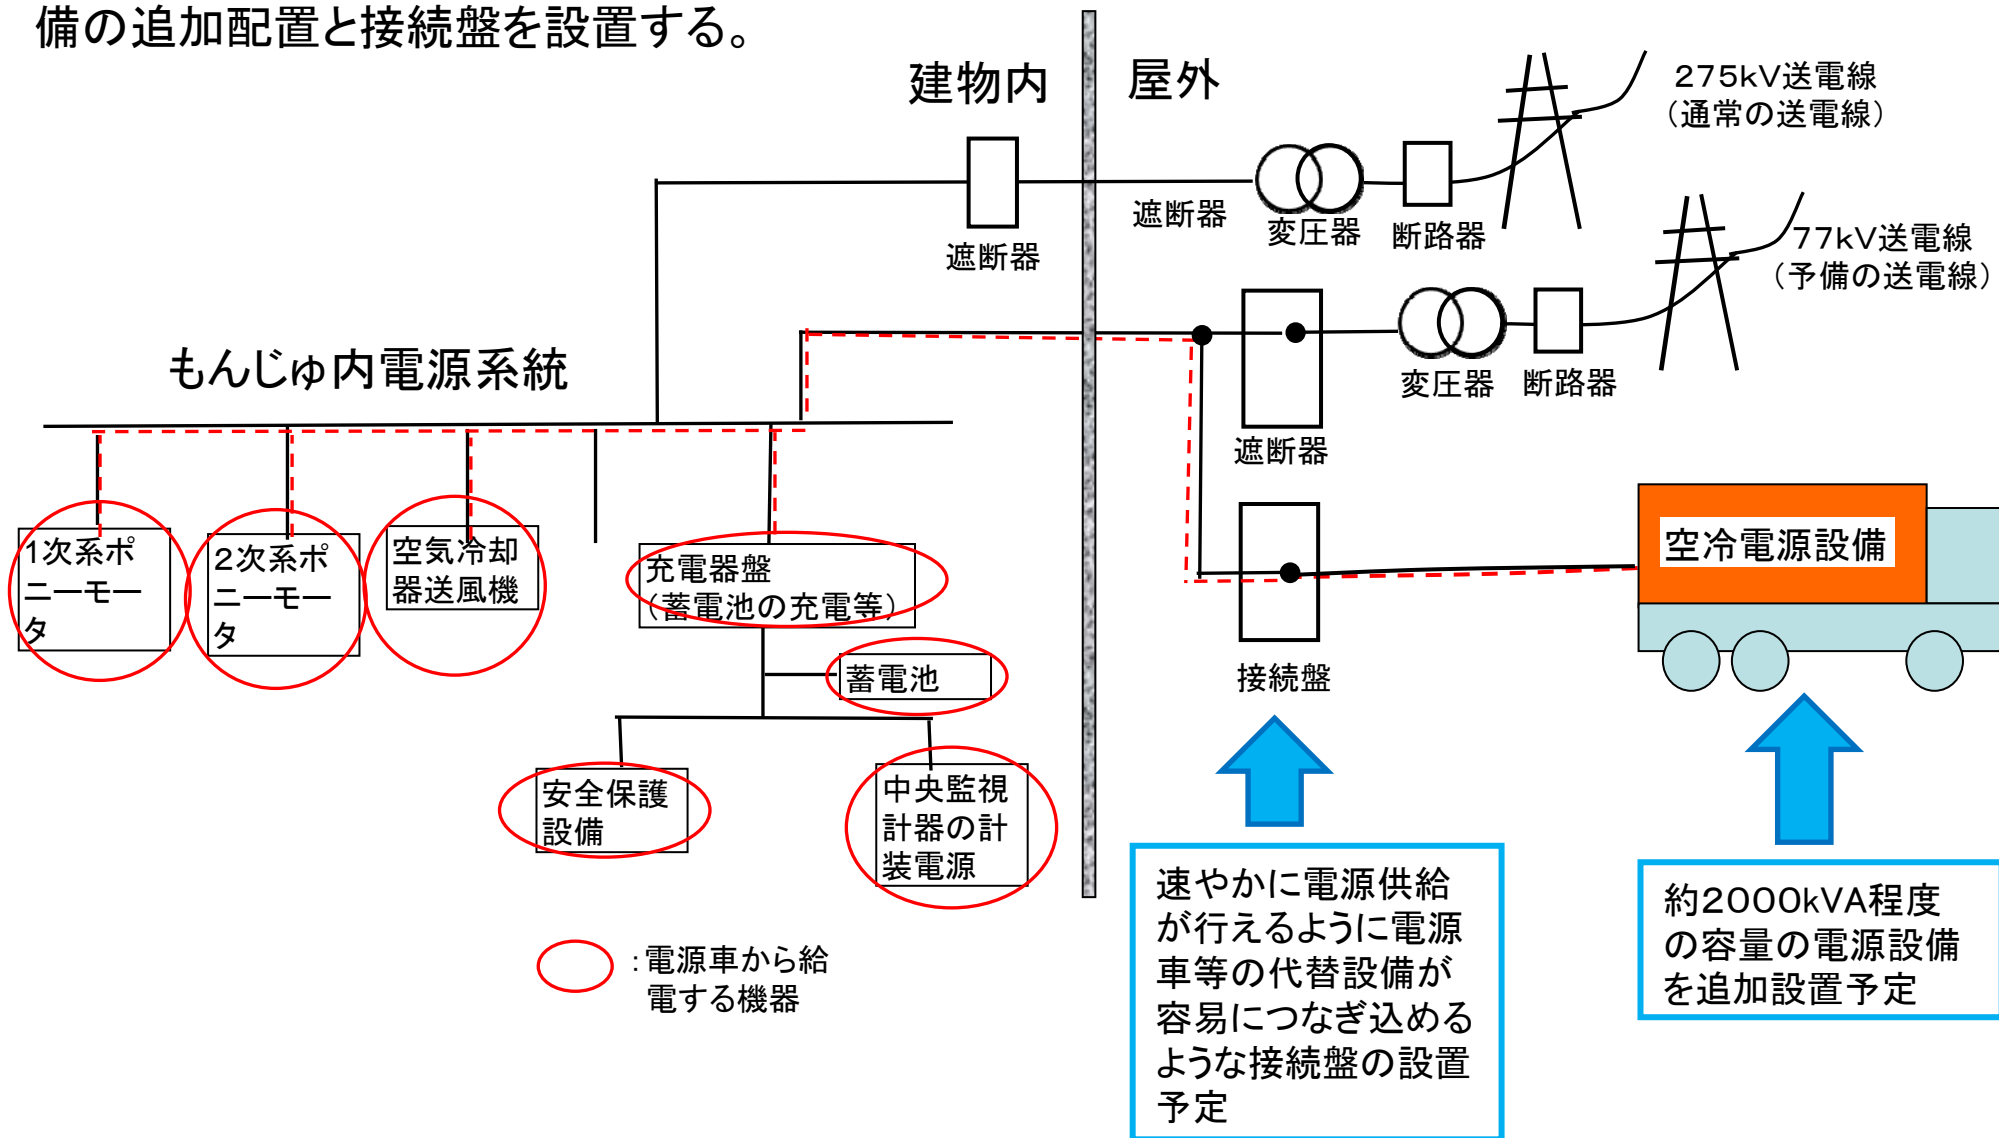 備の追加配置と接続盤を設置する。
建物内
屋外
275kV送電線
（通常の送電線）
遮断器
変圧器
断路器
遮断器
77kV送電線
（予備の送電線）
もんじゅ内電源系統
変圧器
断路器
遮断器
1次系ポ
ニーモー
タ
2次系ポ
ニーモー
タ
空気冷却
器送風機
充電器盤
（蓄電池の充電等）
空冷電源設備
蓄電池
接続盤
安全保護
設備
中央監視
計器の計
装電源
速やかに電源供給
が行えるように電源
車等の代替設備が
容易につなぎ込める
ような接続盤の設置
予定
約2000kVA程度
の容量の電源設備
を追加設置予定
：電源車から給
電する機器